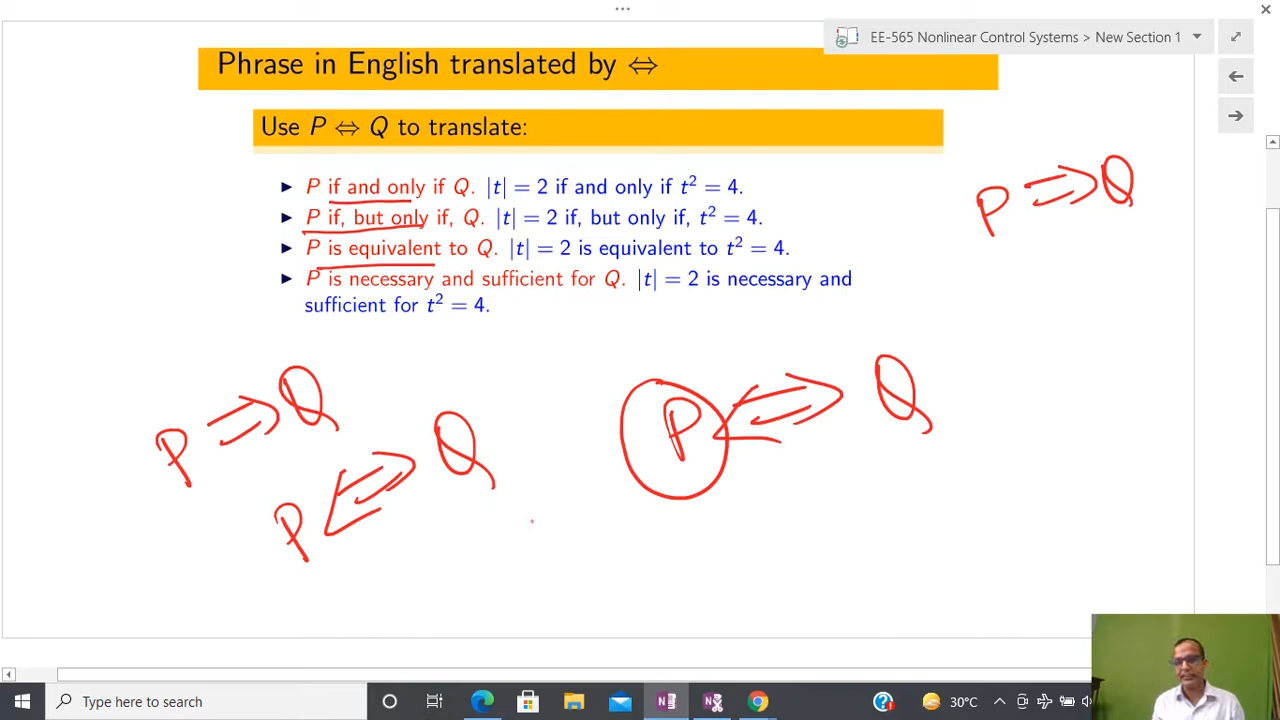 EE-565 Nonlinear Control Systems > New Section 1
Phrase in English translated by ⇔
Use P ⇔ Q to translate:
P if and only if Q. |t| = 2 if and only if t² = 4.
P if, but only if, Q. |t| = 2 if, but only if, t² = 4.
P is equivalent to Q. |t| = 2 is equivalent to t² = 4.
P is necessary and sufficient for Q. |t| = 2 is necessary and
sufficient for t² = 4.
P ⇒ Q
P ⇒ Q
P ⇔ Q
P ⇔ Q
Type here to search
30°C